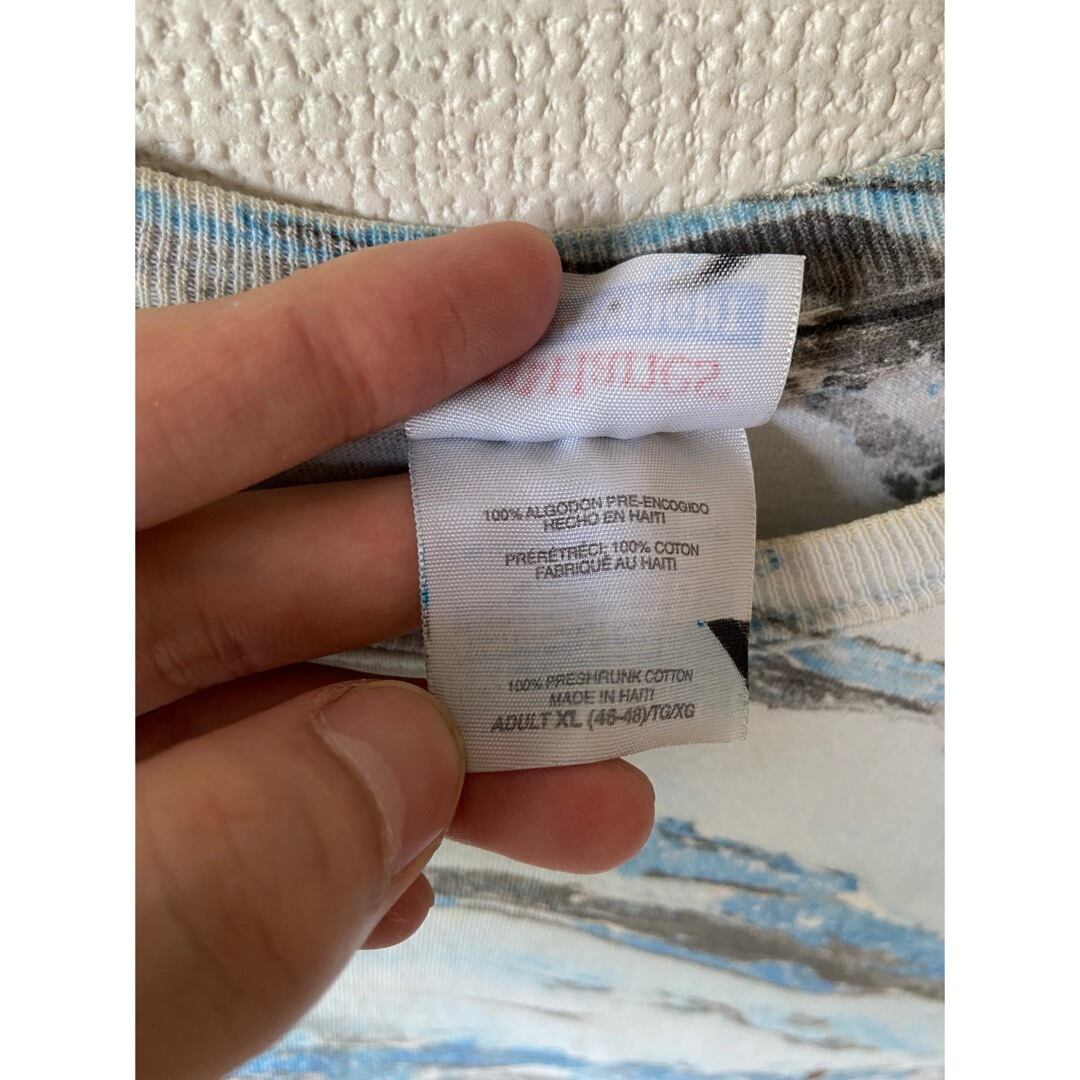 100% ALGODON PRE-ENCOGIDO
HECHO EN HAITI
PRÉRÉTRÉCI, 100% COTON
FABRIQUÉ AU HAITI
100% PRESHRUNK COTTON
MADE IN HAITI
ADULT XL (46-48)/TG/XG